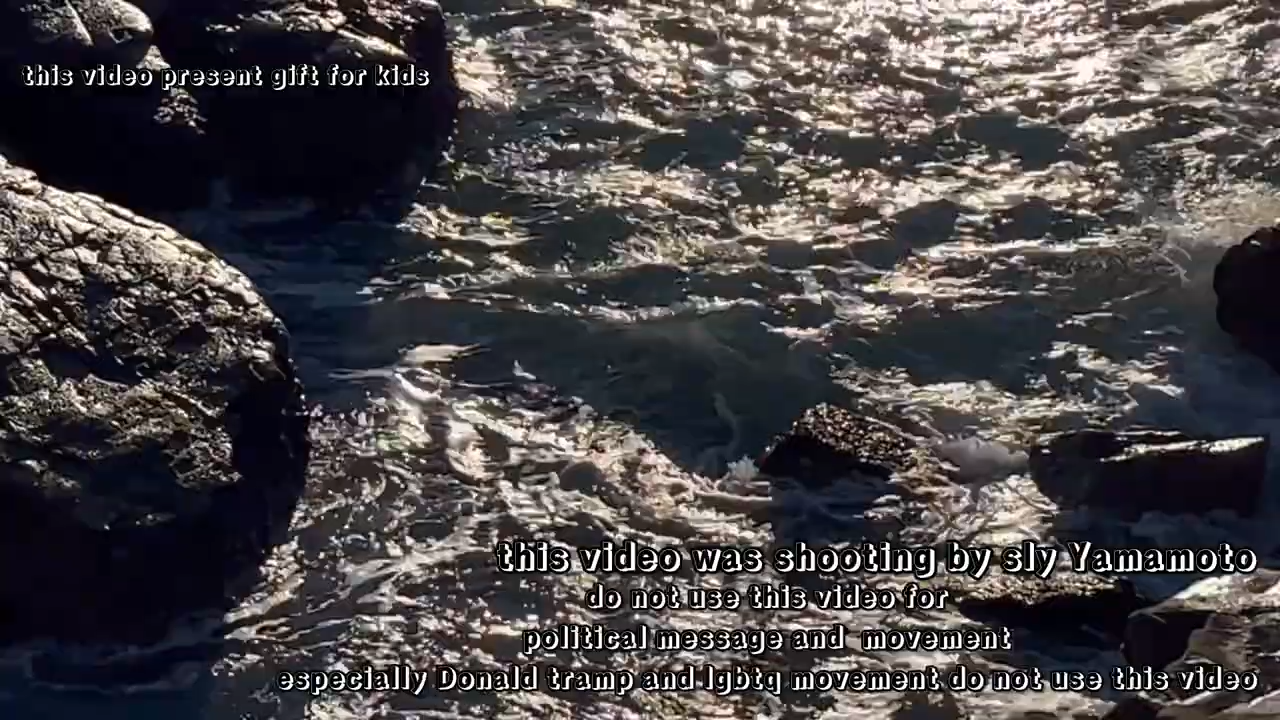 this video present gift for kids
this video was shooting by sly Yamamoto
do not use this video for
political message and movement
especially Donald tramp and lgbtq movement do not use this video